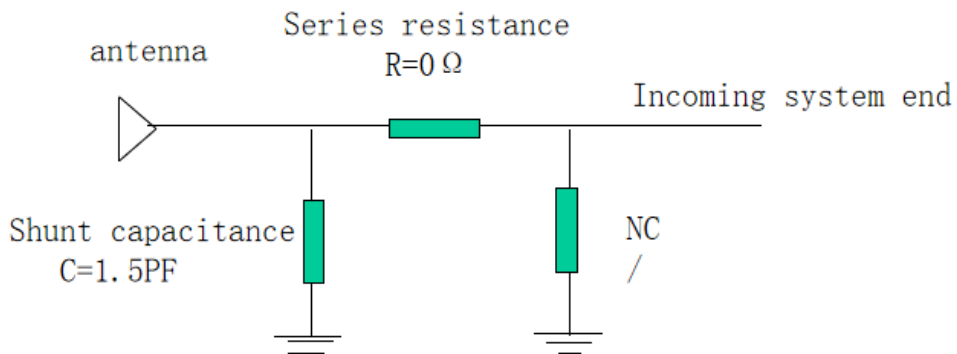 Series resistance
R=0Ω
antenna
Incoming system end
Shunt capacitance
C=1.5PF
NC
/